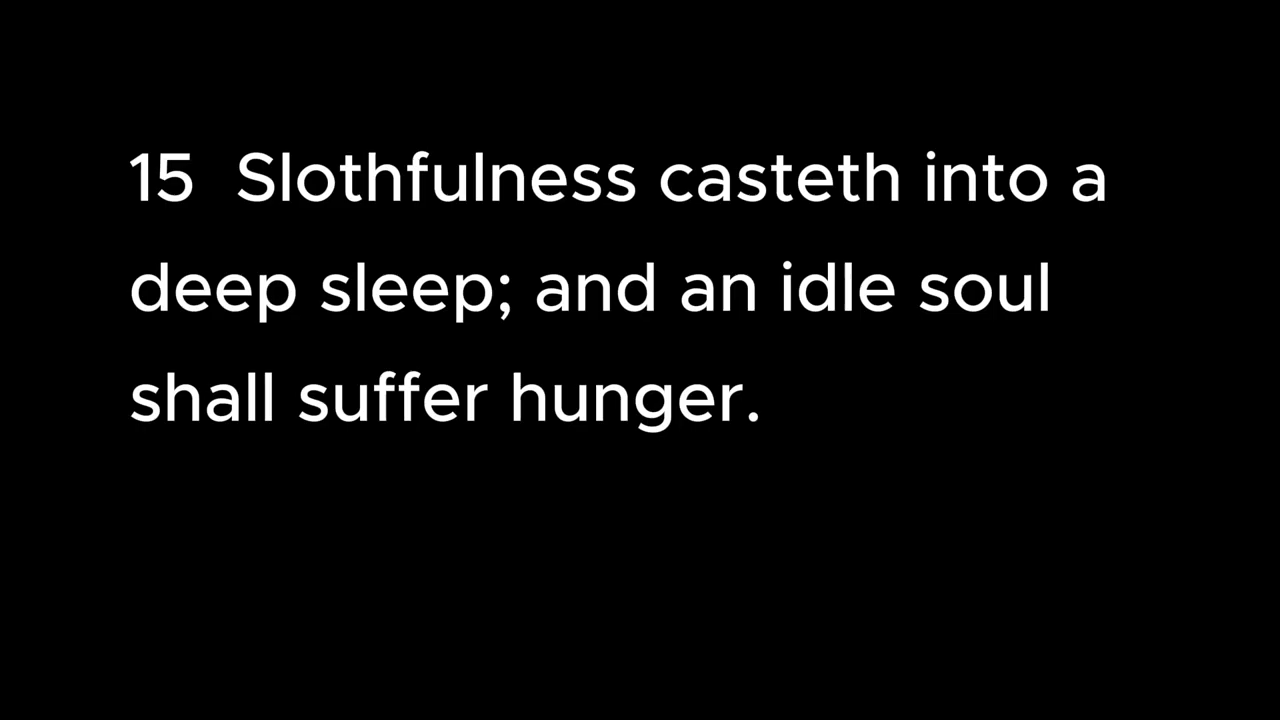 15 Slothfulness casteth into a
deep sleep; and an idle soul
shall suffer hunger.